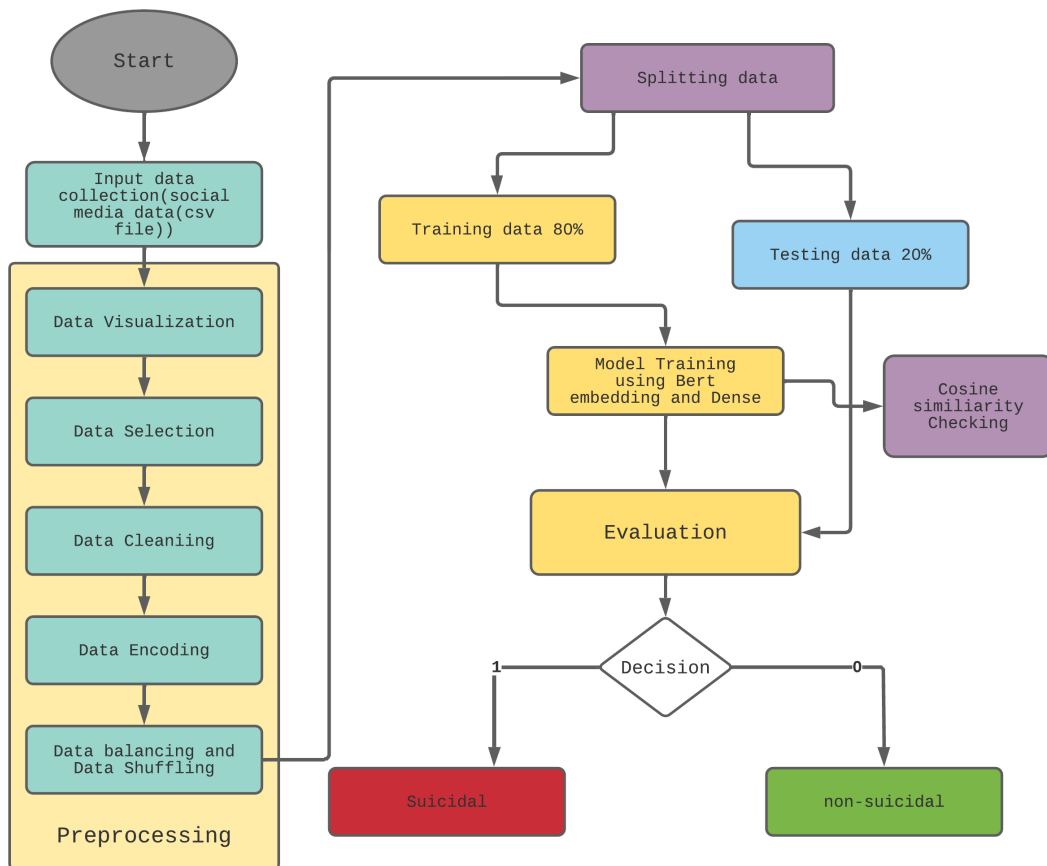 Start
Input data
collection(social
media data(csv
file))
Data Visualization
Data Selection
Data Cleaniing
Data Encoding
Data balancing and
Data Shuffling
Preprocessing
Splitting data
Training data 80%
Testing data 20%
Model Training
using Bert
embedding and Dense
Cosine
similiarity
Checking
Evaluation
Decision
1
0
Suicidal
non-suicidal